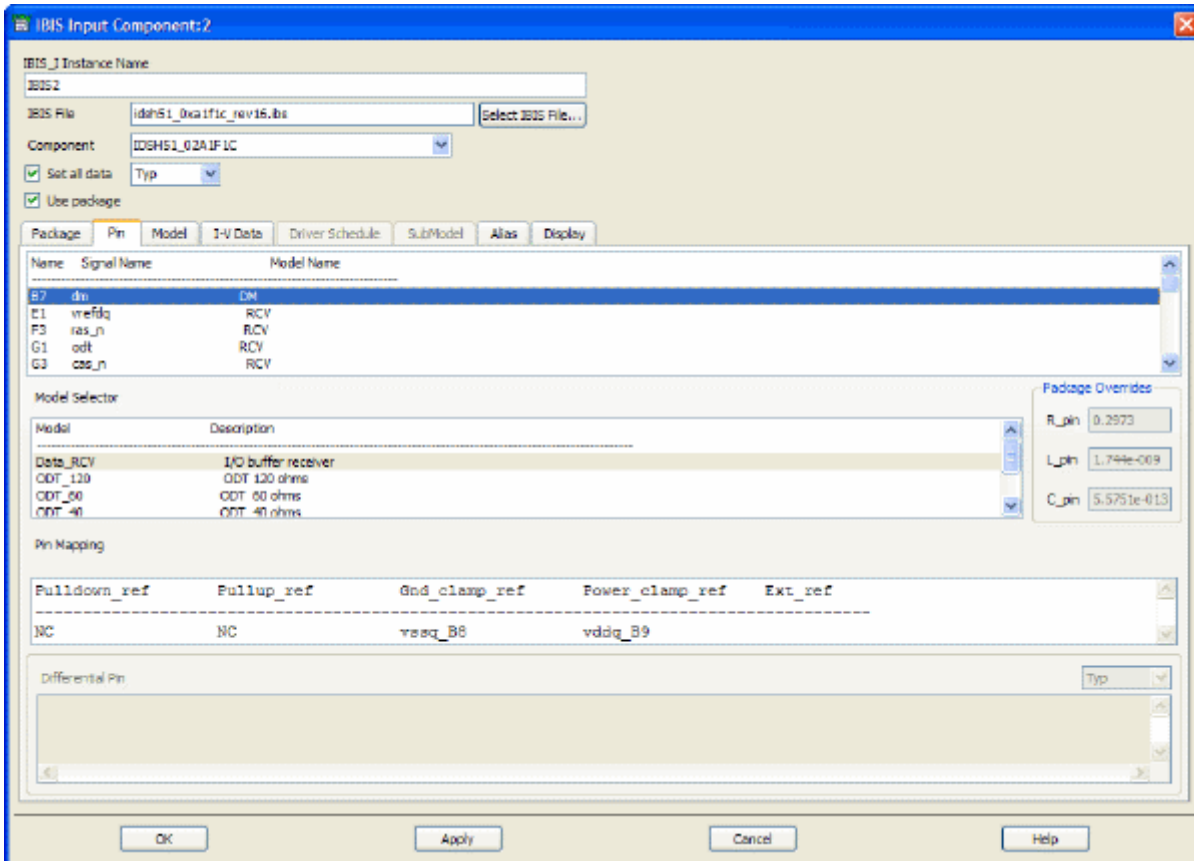 IBIS Input Component:2
IBIS_I Instance Name
IBIS2
IBIS File idsh51_0xa1f1c_rev16.ibs Select IBIS File...
Component IDSH51_02A1F1C
Set all data Typ
Use package
Package Pin Model I-V Data Driver Schedule SubModel Alias Display
Name Signal Name Model Name
B7 dm DM
E1 vrefdq RCV
F3 ras_n RCV
G1 odt RCV
G3 cas_n RCV
Model Selector
Package Overrides
Model Description
R_pin 0.2973
Data_RCV I/O buffer receiver
L_pin 1.744e-009
ODT_120 ODT 120 ohms
ODT_60 ODT 60 ohms
C_pin 5.5751e-013
ODT_40 ODT 40 ohms
Pin Mapping
Pulldown_ref Pullup_ref Gnd_clamp_ref Power_clamp_ref Ext_ref
NC NC vssq_B8 vddq_B9
Differential Pin Typ
OK Apply Cancel Help